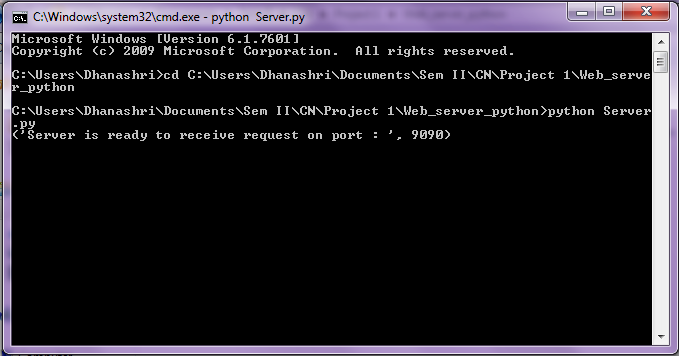 C:\Windows\system32\cmd.exe - python  Server.py
Microsoft Windows [Version 6.1.7601]
Copyright (c) 2009 Microsoft Corporation.  All rights reserved.
C:\Users\Dhanashri>cd C:\Users\Dhanashri\Documents\Sem II\CN\Project 1\Web_serve
r_python
C:\Users\Dhanashri\Documents\Sem II\CN\Project 1\Web_server_python>python Server
.py
('Server is ready to receive request on port : ', 9090)